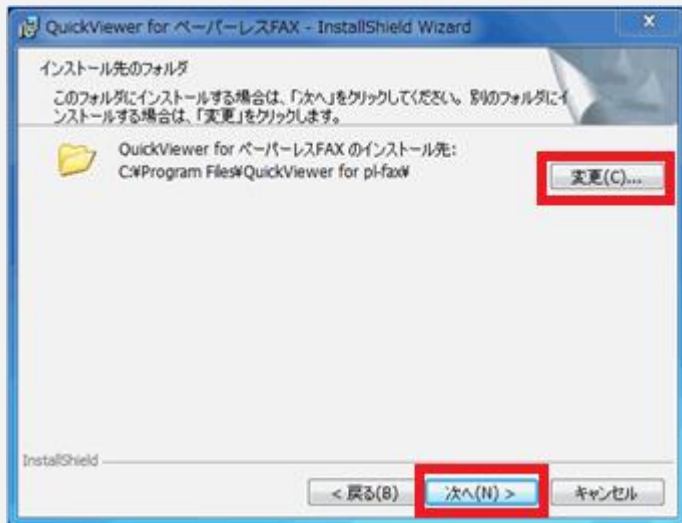 QuickViewer for ペーパーレスFAX - InstallShield Wizard
インストール先のフォルダ
このフォルダにインストールする場合は、「次へ」をクリックしてください。別のフォルダにイ
ンストールする場合は、「変更」をクリックします。
QuickViewer for ペーパーレスFAX のインストール先:
C:¥Program Files¥QuickViewer for pl-fax¥
変更(C)...
InstallShield
< 戻る(B)
次へ(N) >
キャンセル